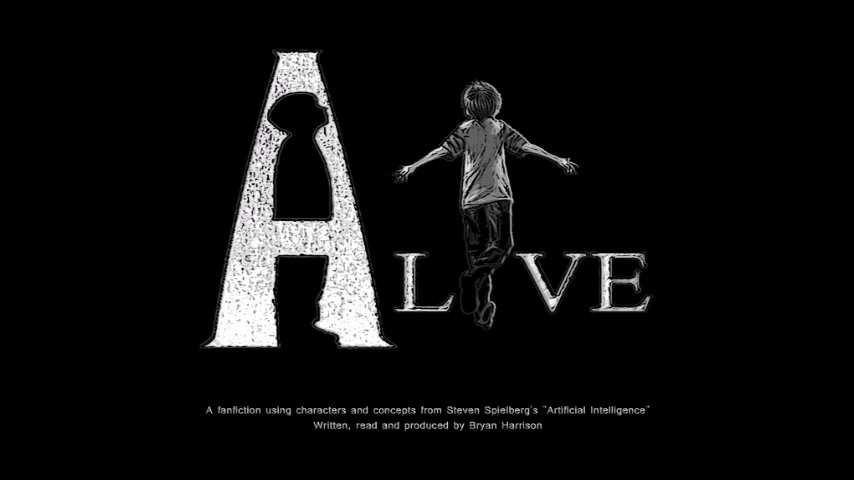 ALIVE
A fanfiction using characters and concepts from Steven Spielberg's "Artificial Intelligence"
Written, read and produced by Bryan Harrison